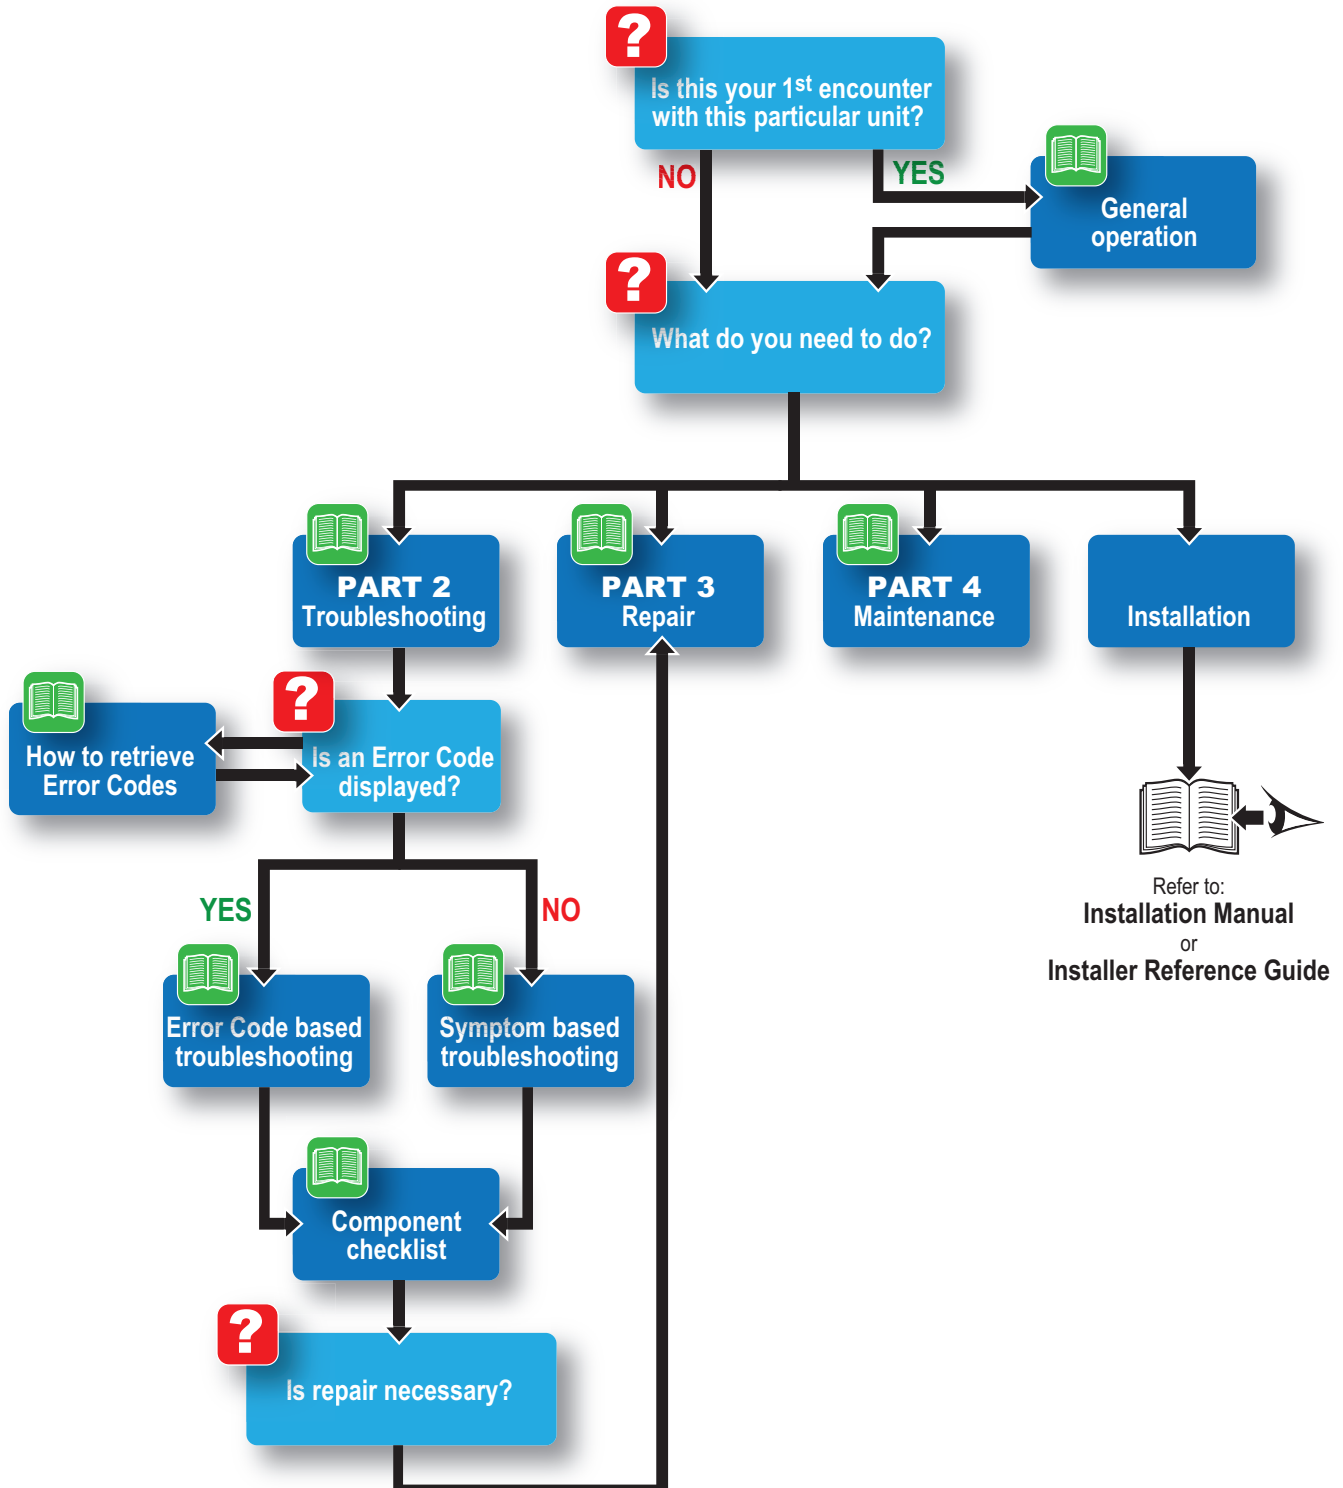 ?
Is this your 1st encounter
with this particular unit?
NO
YES
General
operation
?
What do you need to do?
PART 2
Troubleshooting
PART 3
Repair
PART 4
Maintenance
Installation
How to retrieve
Error Codes
?
Is an Error Code
displayed?
Refer to:
Installation Manual
or
Installer Reference Guide
YES
NO
Error Code based
troubleshooting
Symptom based
troubleshooting
Component
checklist
?
Is repair necessary?